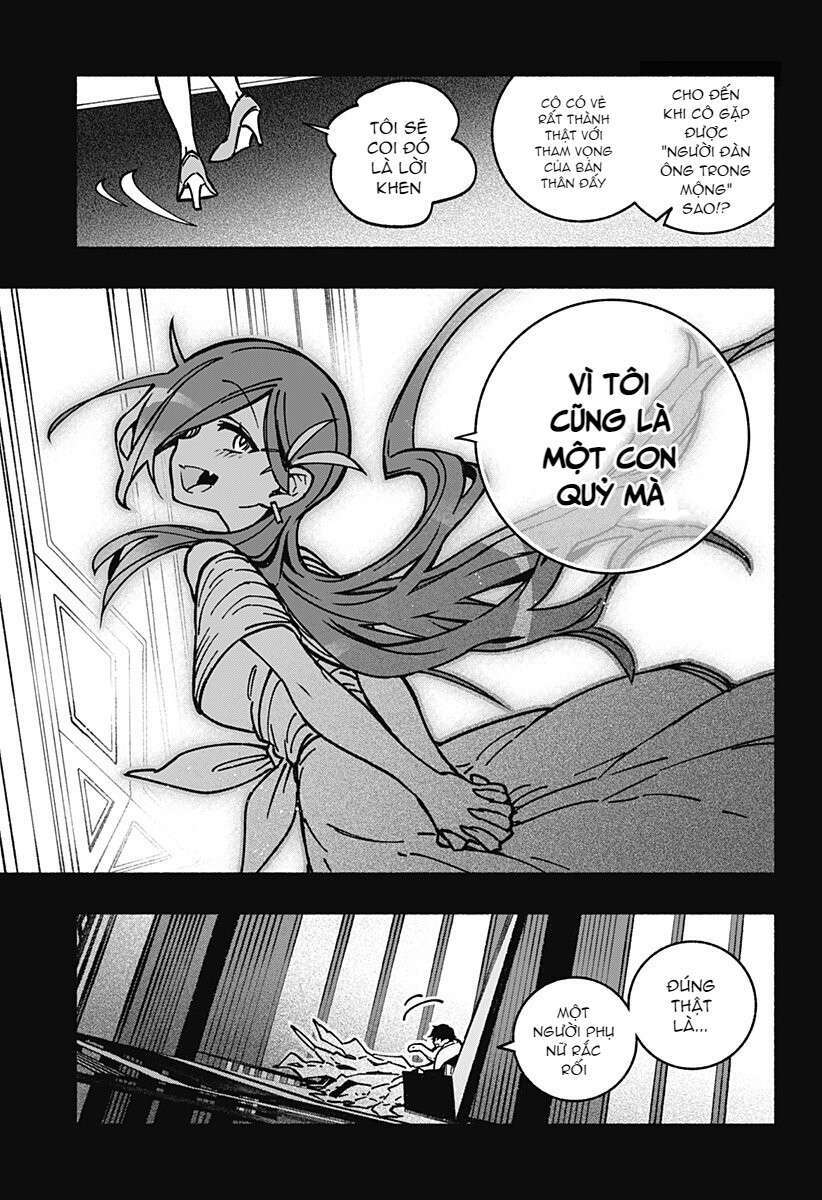 CHO ĐẾN
KHI CÔ GẶP
ĐƯỢC
"NGƯỜI ĐÀN
ÔNG TRONG
MỘNG"
SAO!?
CÔ CÓ VẺ
RẤT THÀNH
THẬT VỚI
THAM VỌNG
CỦA BẢN
THÂN ĐẤY
TÔI SẼ
COI ĐÓ
LÀ LỜI
KHEN
VÌ TÔI
CŨNG LÀ
MỘT CON
QUỶ MÀ
ĐÚNG
THẬT
LÀ...
MỘT
NGƯỜI PHỤ
NỮ RẮC
RỐI